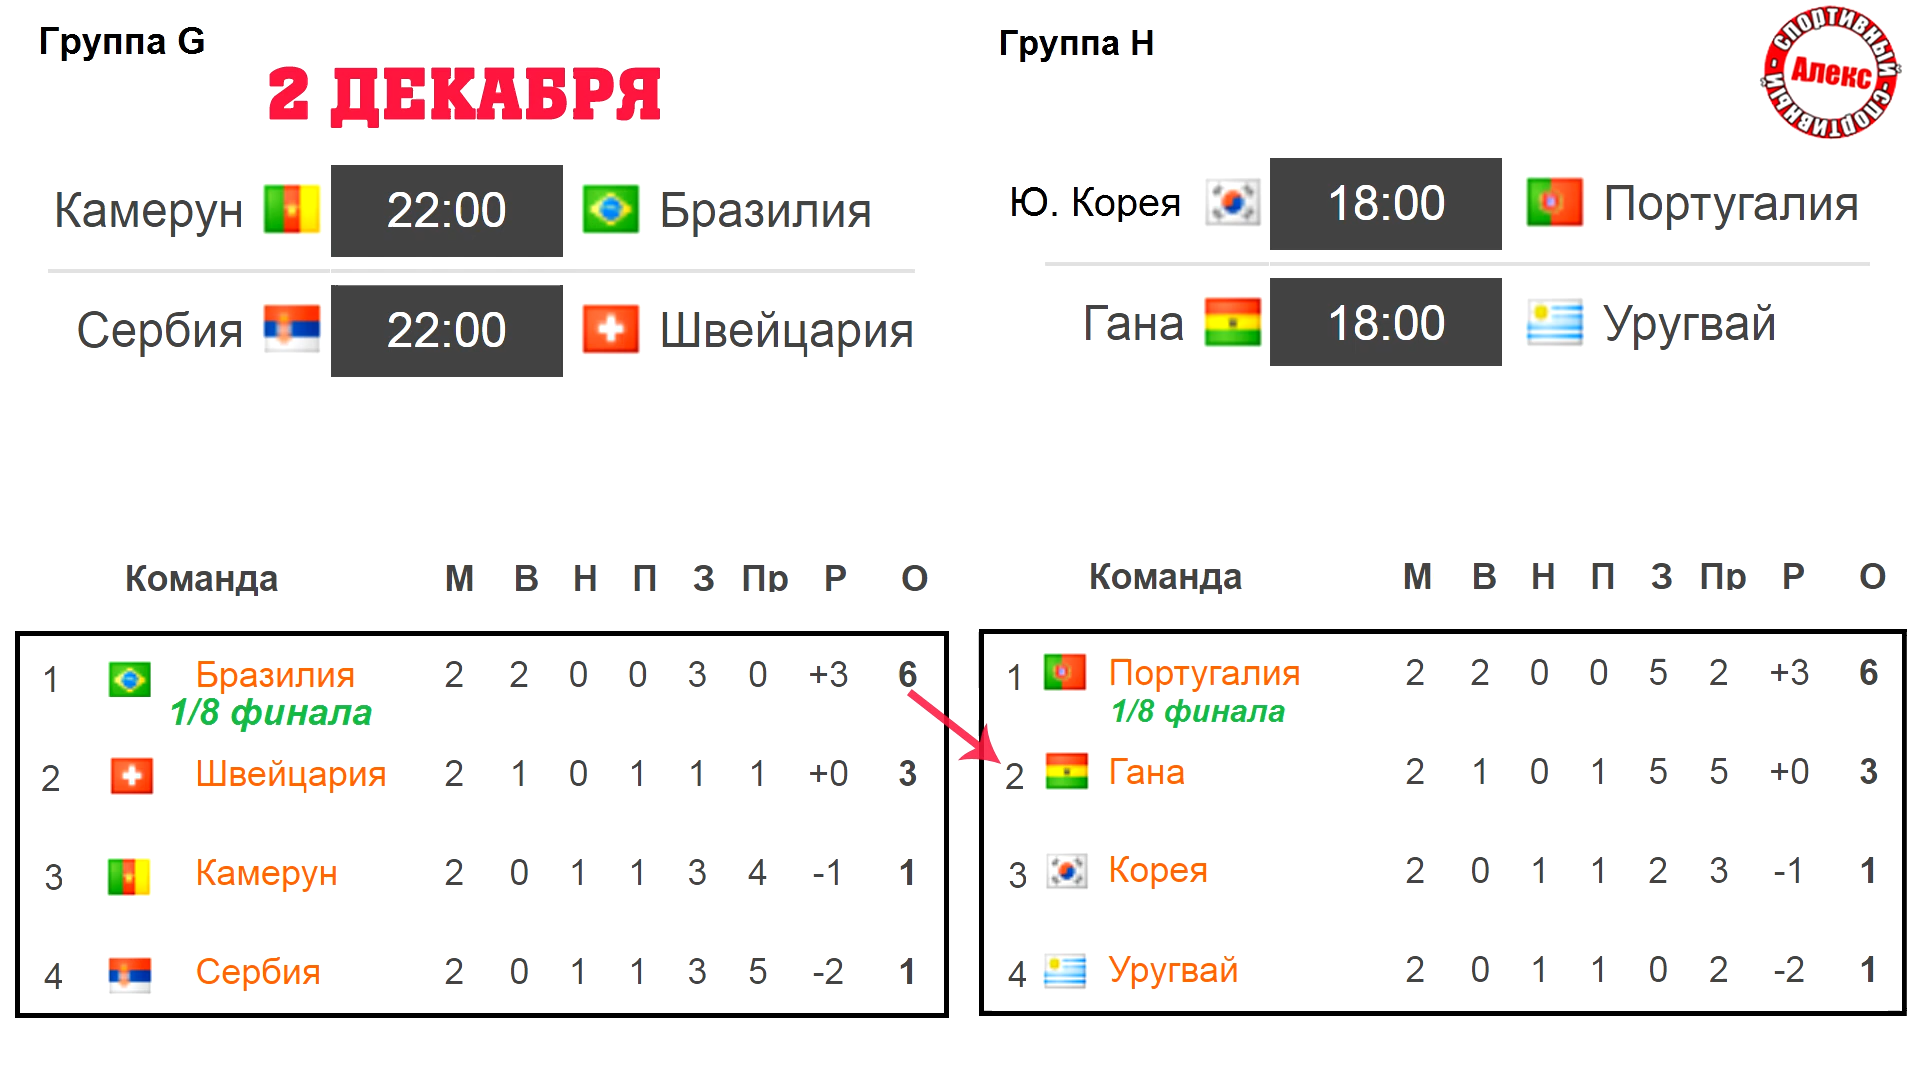 Группа G
2 ДЕКАБРЯ
Камерун 22:00 Бразилия
Сербия 22:00 Швейцария
Группа H
СПОРТИВНЫЙ-СПОРТИВНЫЙ-
Алекс
Ю. Корея 18:00 Португалия
Гана 18:00 Уругвай
Команда М В Н П З Пр Р О
1 Бразилия 2 2 0 0 3 0 +3 6
1/8 финала
2 Швейцария 2 1 0 1 1 1 +0 3
3 Камерун 2 0 1 1 3 4 -1 1
4 Сербия 2 0 1 1 3 5 -2 1
Команда М В Н П З Пр Р О
1 Португалия 2 2 0 0 5 2 +3 6
1/8 финала
2 Гана 2 1 0 1 5 5 +0 3
3 Корея 2 0 1 1 2 3 -1 1
4 Уругвай 2 0 1 1 0 2 -2 1